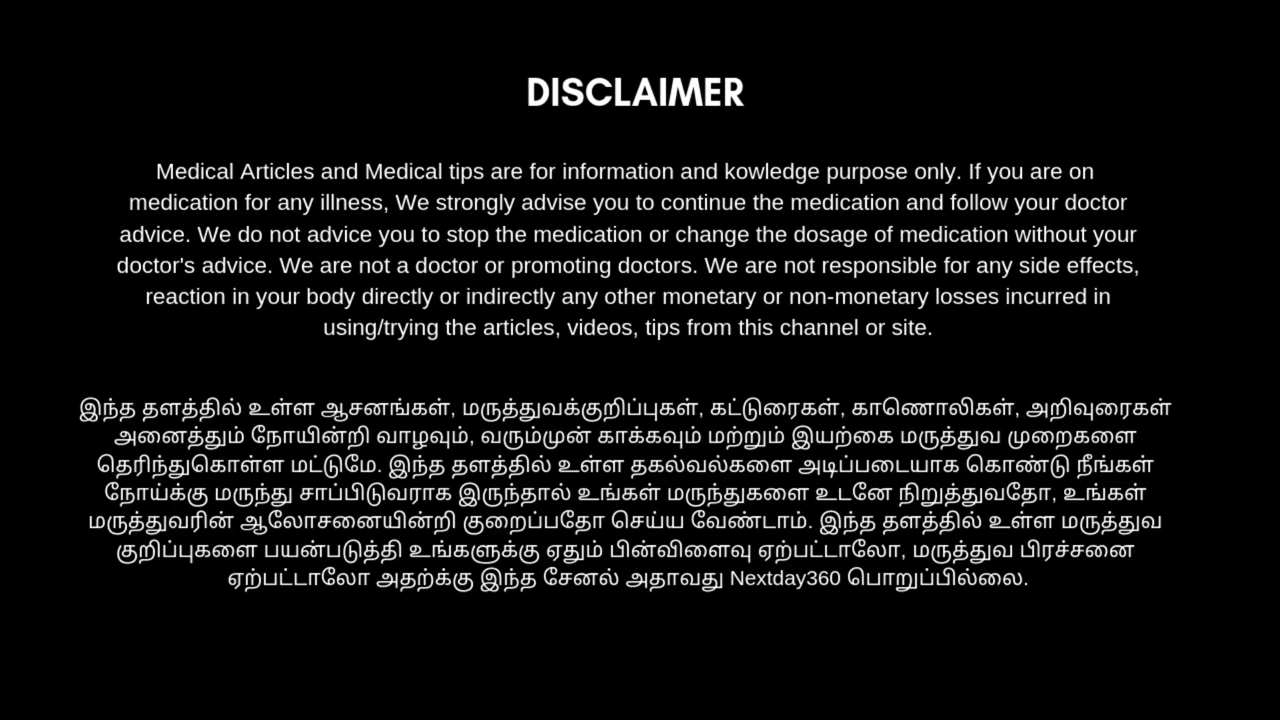 DISCLAIMER
Medical Articles and Medical tips are for information and kowledge purpose only. If you are on
medication for any illness, We strongly advise you to continue the medication and follow your doctor
advice. We do not advice you to stop the medication or change the dosage of medication without your
doctor's advice. We are not a doctor or promoting doctors. We are not responsible for any side effects,
reaction in your body directly or indirectly any other monetary or non-monetary losses incurred in
using/trying the articles, videos, tips from this channel or site.
இந்த தளத்தில் உள்ள ஆசனங்கள், மருத்துவக்குறிப்புகள், கட்டுரைகள், காணொலிகள், அறிவுரைகள்
அனைத்தும் நோயின்றி வாழவும், வரும்முன் காக்கவும் மற்றும் இயற்கை மருத்துவ முறைகளை
தெரிந்துகொள்ள மட்டுமே. இந்த தளத்தில் உள்ள தகல்வல்களை அடிப்படையாக கொண்டு நீங்கள்
நோய்க்கு மருந்து சாப்பிடுவராக இருந்தால் உங்கள் மருந்துகளை உடனே நிறுத்துவதோ, உங்கள்
மருத்துவரின் ஆலோசனையின்றி குறைப்பதோ செய்ய வேண்டாம். இந்த தளத்தில் உள்ள மருத்துவ
குறிப்புகளை பயன்படுத்தி உங்களுக்கு ஏதும் பின்விளைவு ஏற்பட்டாலோ, மருத்துவ பிரச்சனை
ஏற்பட்டாலோ அதற்க்கு இந்த சேனல் அதாவது Nextday360 பொறுப்பில்லை.